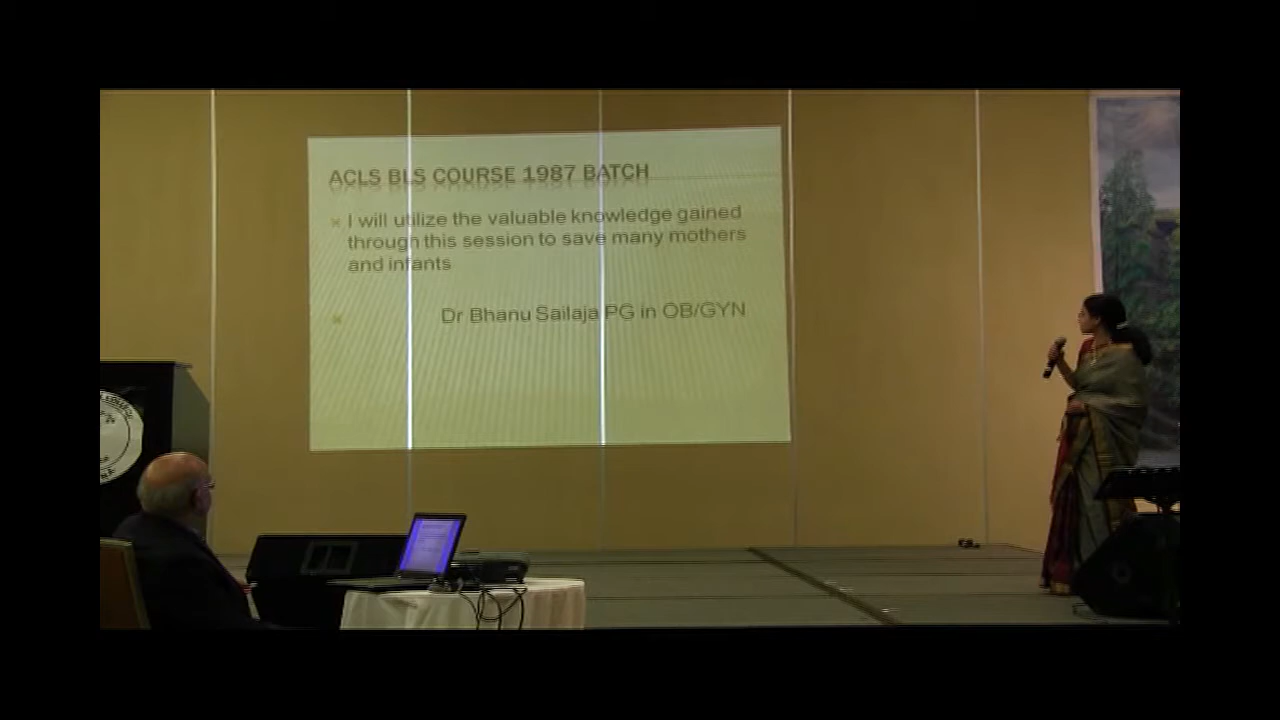 ACLS BLS COURSE 1987 BATCH
I will utilize the valuable knowledge gained
through this session to save many mothers
and infants
Dr Bhanu Sailaja PG in OB/GYN